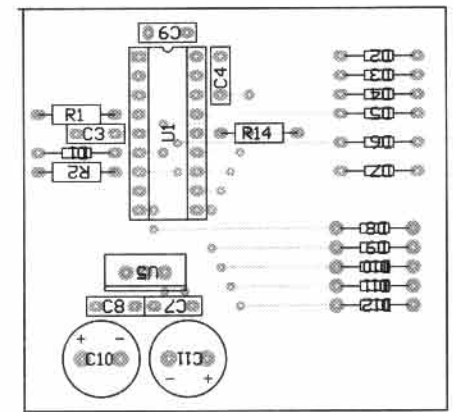 C9
D2
D3
C4
D4
D5
R1
U1
C3
R14
D6
D1
R2
D7
D8
D9
U5
D10
D11
C8
C7
D12
+ -
C10
C11
- +